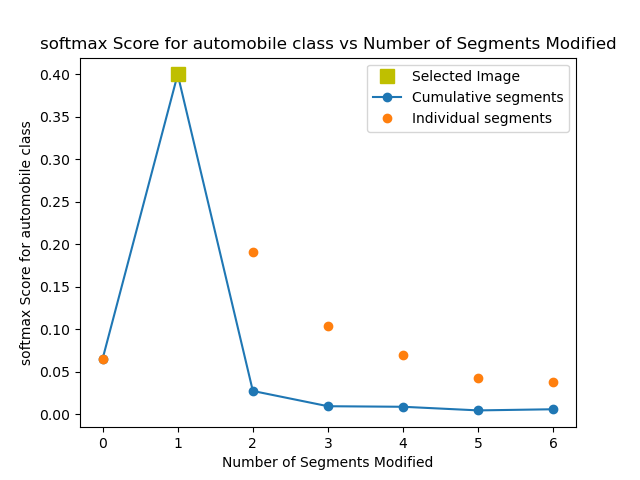 softmax Score for automobile class vs Number of Segments Modified
softmax Score for automobile class
0.40
0.35
0.30
0.25
0.20
0.15
0.10
0.05
0.00
Selected Image
Cumulative segments
Individual segments
0 1 2 3 4 5 6
Number of Segments Modified